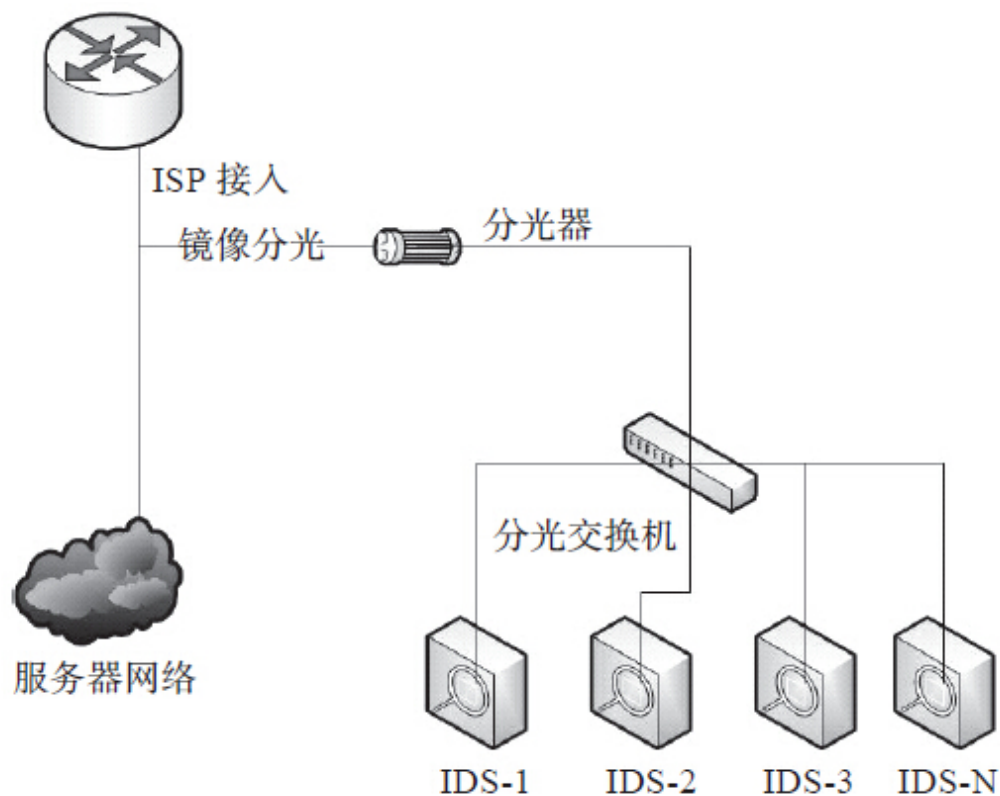 ISP 接入
镜像分光
分光器
分光交换机
服务器网络
IDS-1
IDS-2
IDS-3
IDS-N